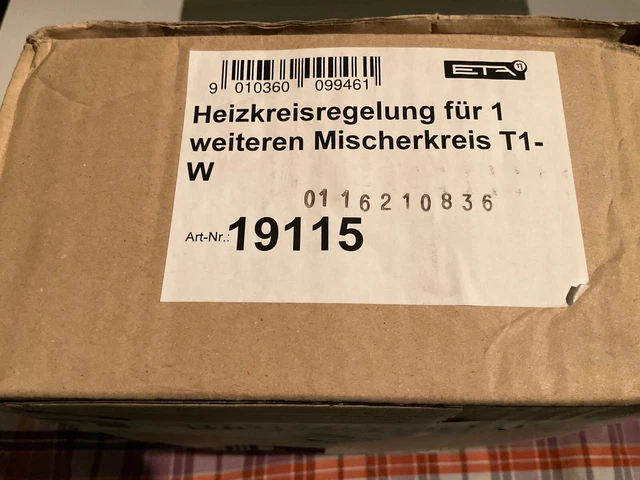 ETA η
9 010360 099461
Heizkreisregelung für 1
weiteren Mischerkreis T1-
W
0116210836
Art-Nr.: 19115